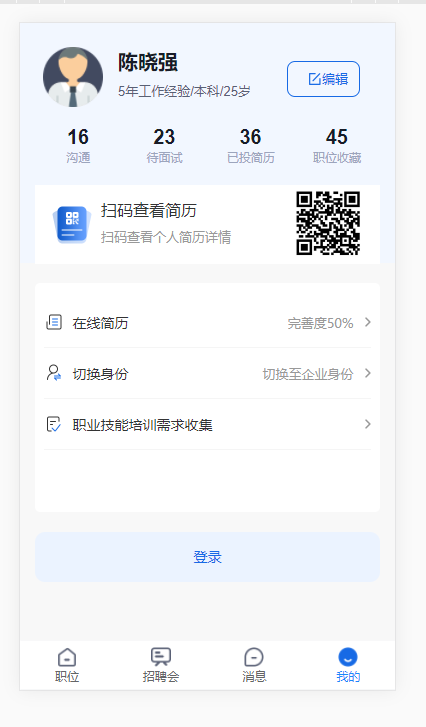 陈晓强
编辑
5年工作经验/本科/25岁
16 23 36 45
沟通 待面试 已投简历 职位收藏
扫码查看简历
扫码查看个人简历详情
在线简历 完善度50%
切换身份 切换至企业身份
职业技能培训需求收集
登录
职位 招聘会 消息 我的